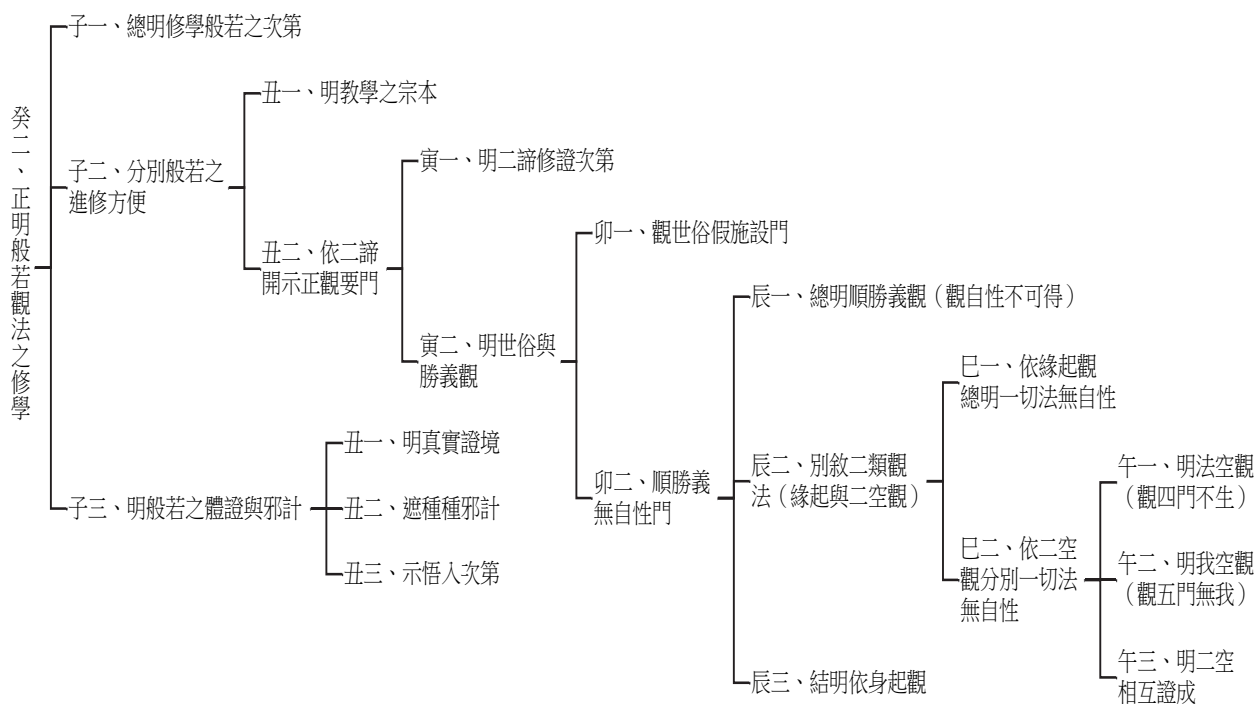 癸二、正明般若觀法之修學
子一、總明修學般若之次第
子二、分別般若之
進修方便
丑一、明教學之宗本
丑二、依二諦
開示正觀要門
寅一、明二諦修證次第
寅二、明世俗與
勝義觀
卯一、觀世俗假施設門
卯二、順勝義
無自性門
辰一、總明順勝義觀（觀自性不可得）
辰二、別敘二類觀
法（緣起與二空觀）
巳一、依緣起觀
總明一切法無自性
巳二、依二空
觀分別一切法
無自性
午一、明法空觀
（觀四門不生）
午二、明我空觀
（觀五門無我）
午三、明二空
相互證成
辰三、結明依身起觀
子三、明般若之體證與邪計
丑一、明真實證境
丑二、遮種種邪計
丑三、示悟入次第